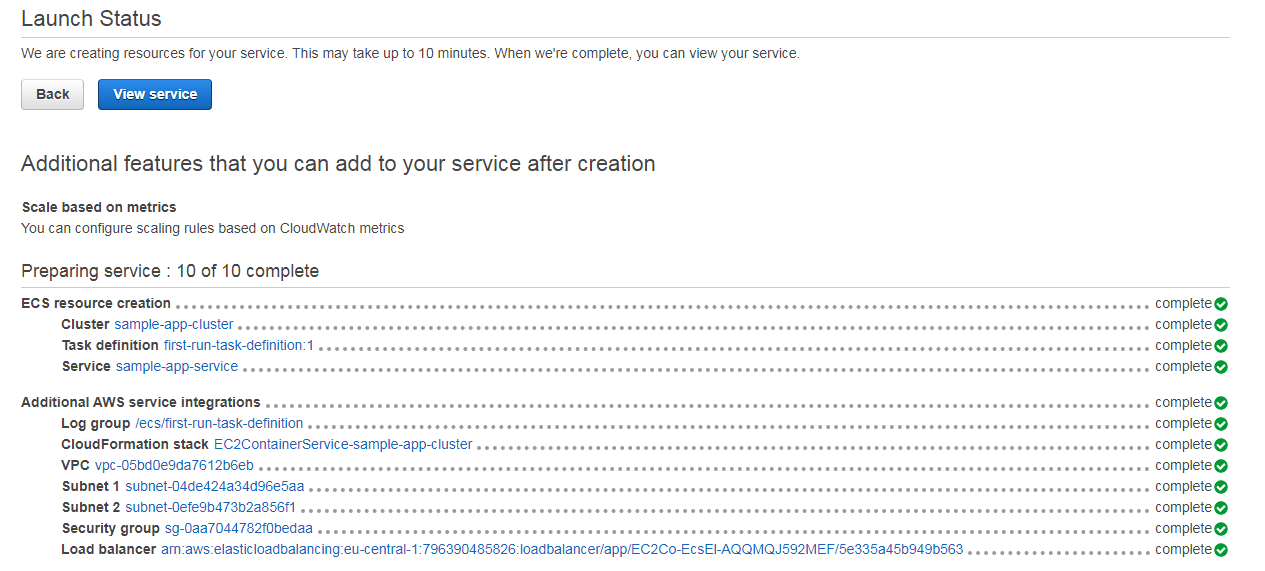 Launch Status
We are creating resources for your service. This may take up to 10 minutes. When we're complete, you can view your service.
Back View service
Additional features that you can add to your service after creation
Scale based on metrics
You can configure scaling rules based on CloudWatch metrics
Preparing service : 10 of 10 complete
ECS resource creation complete
Cluster sample-app-cluster complete
Task definition first-run-task-definition:1 complete
Service sample-app-service complete
Additional AWS service integrations complete
Log group /ecs/first-run-task-definition complete
CloudFormation stack EC2ContainerService-sample-app-cluster complete
VPC vpc-05bd0e9da7612b6eb complete
Subnet 1 subnet-04de424a34d96e5aa complete
Subnet 2 subnet-0efe9b473b2a856f1 complete
Security group sg-0aa7044782f0bedaa complete
Load balancer arn:aws:elasticloadbalancing:eu-central-1:796390485826:loadbalancer/app/EC2Co-EcsEl-AQQMQJ592MEF/5e335a45b949b563 complete